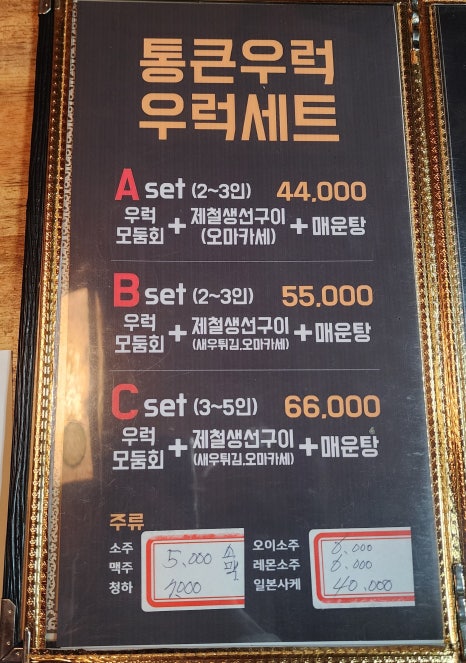 통큰우럭
우럭세트
A set (2~3인) 44,000
우럭모둠회 + 제철생선구이 (오마카세) + 매운탕
B set (2~3인) 55,000
우럭모둠회 + 제철생선구이 (새우튀김,오마카세) + 매운탕
C set (3~5인) 66,000
우럭모둠회 + 제철생선구이 (새우튀김,오마카세) + 매운탕
주류
소주
맥주
청하
5,000
7000
오이소주
레몬소주
일본사케
6,000
6,000
40,000